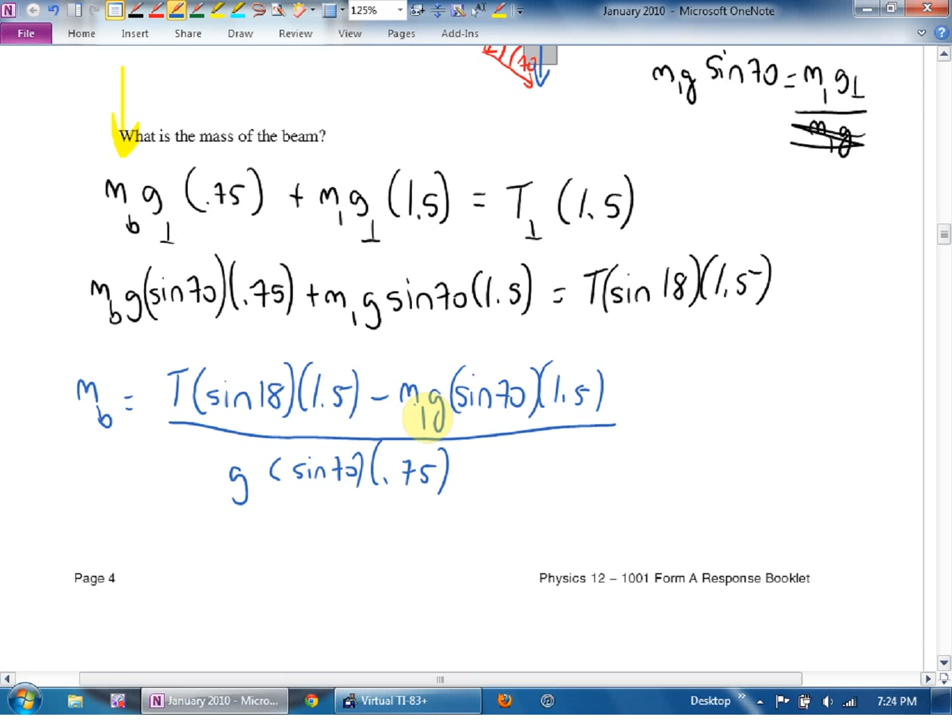 125%
January 2010 - Microsoft OneNote
File Home Insert Share Draw Review View Pages Add-Ins
70
m₁g sin70 = m₁g⊥
m₁g
What is the mass of the beam?
m_b g⊥ (.75) + m₁g⊥ (1.5) = T⊥ (1.5)
m_b g(sin70)(.75) + m₁g sin70(1.5) = T(sin18)(1.5)
m_b = T(sin18)(1.5) - m₁g(sin70)(1.5)
g (sin70)(.75)
Page 4 Physics 12 – 1001 Form A Response Booklet
January 2010 - Micro... Virtual TI-83+ Desktop 7:24 PM